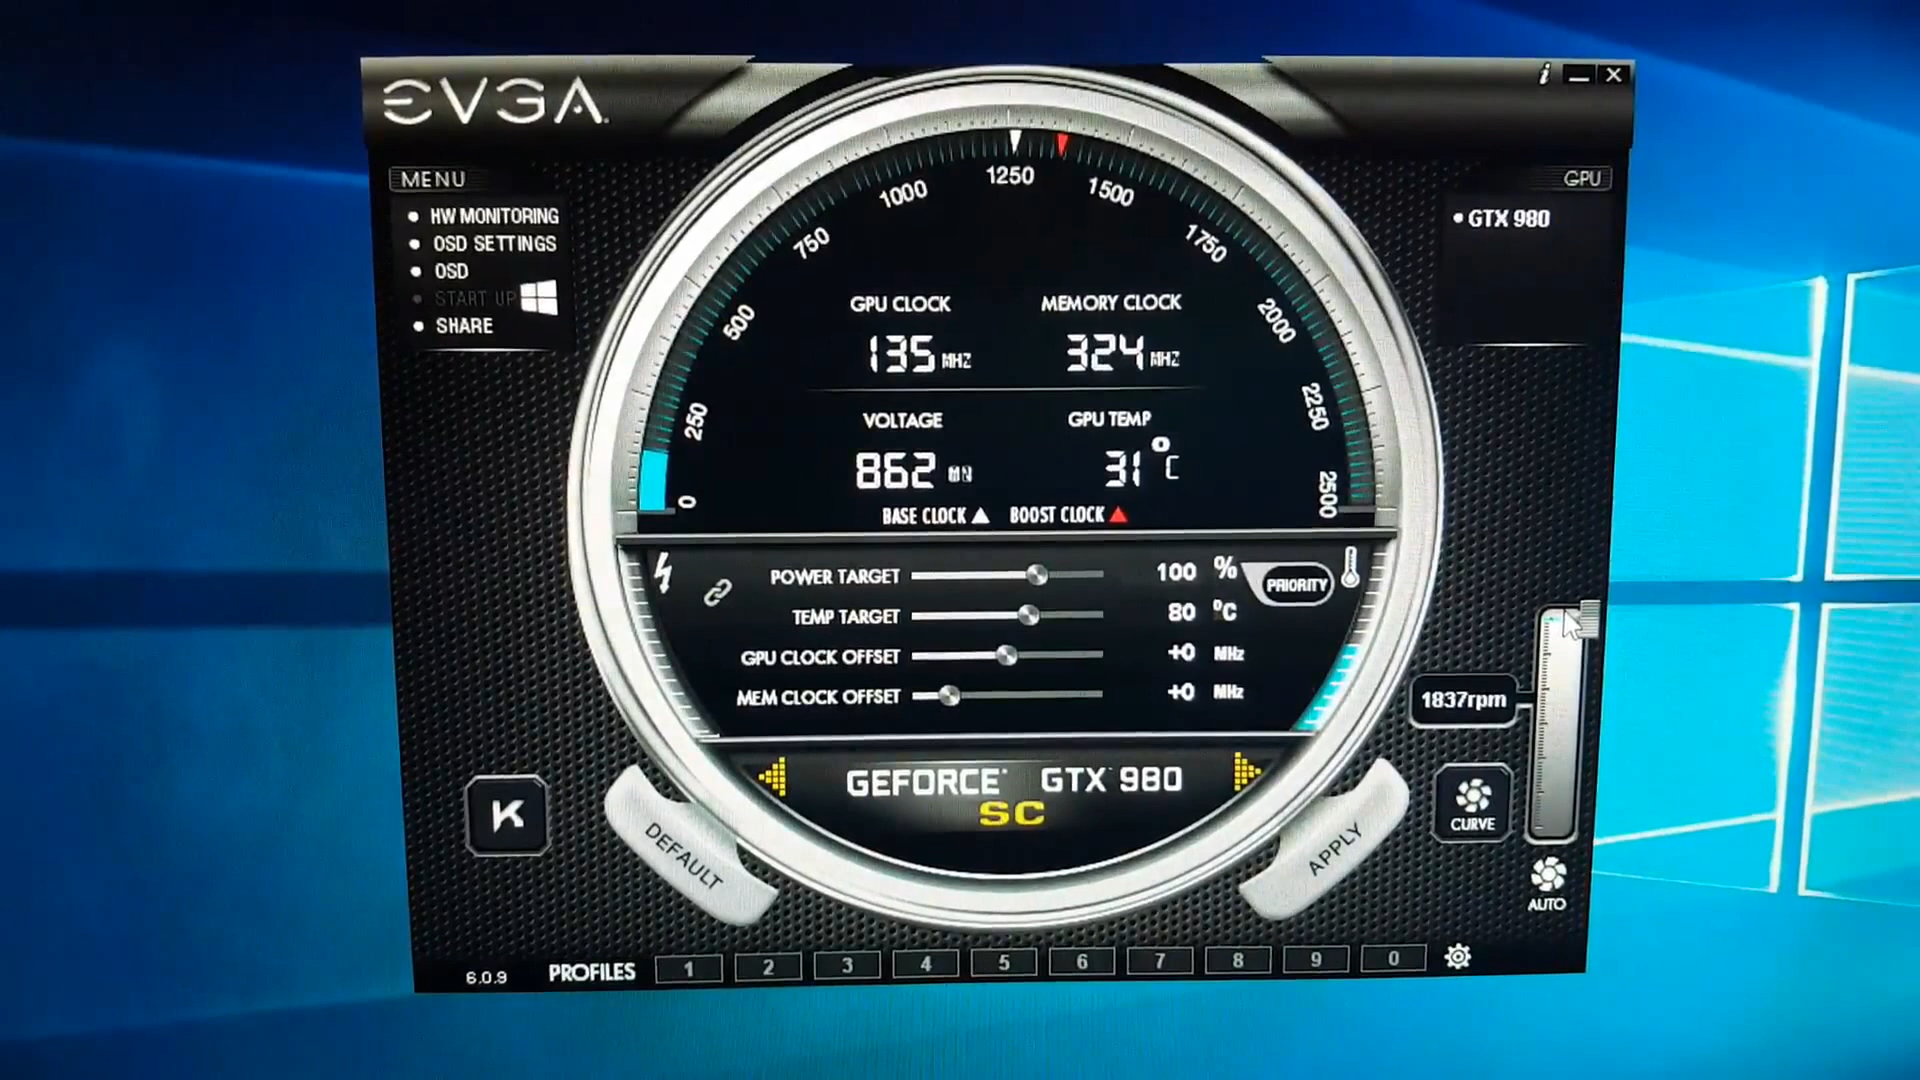 EVGA.
i
MENU
HW MONITORING
OSD SETTINGS
OSD
START UP
SHARE
GPU
GTX 980
0
250
500
750
1000
1250
1500
1750
2000
2250
2500
GPU CLOCK
135 MHZ
MEMORY CLOCK
324 MHZ
VOLTAGE
862
GPU TEMP
31 °C
BASE CLOCK
BOOST CLOCK
POWER TARGET 100 %
PRIORITY
TEMP TARGET 80 °C
GPU CLOCK OFFSET +0 MHz
MEM CLOCK OFFSET +0 MHz
1837rpm
GEFORCE GTX 980
SC
K
DEFAULT
APPLY
CURVE
AUTO
6.0.9
PROFILES 1 2 3 4 5 6 7 8 9 0